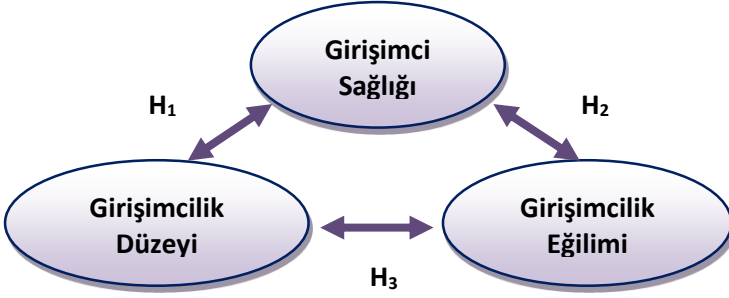 Girişimci
Sağlığı
H₁
H₂
Girişimcilik
Düzeyi
Girişimcilik
Eğilimi
H₃